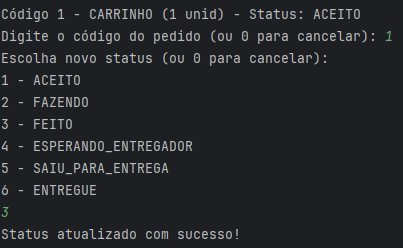 Código 1 - CARRINHO (1 unid) - Status: ACEITO
Digite o código do pedido (ou 0 para cancelar): 1
Escolha novo status (ou 0 para cancelar):
1 - ACEITO
2 - FAZENDO
3 - FEITO
4 - ESPERANDO_ENTREGADOR
5 - SAIU_PARA_ENTREGA
6 - ENTREGUE
3
Status atualizado com sucesso!